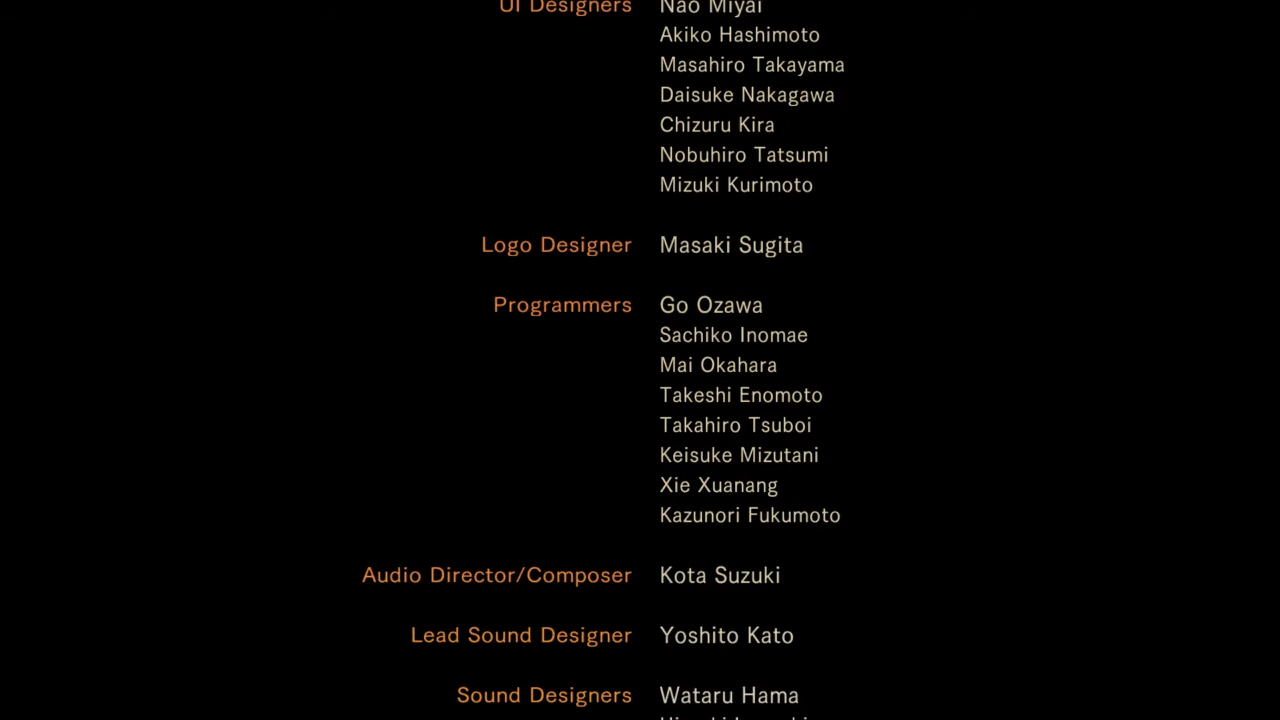 UI Designers Nao Miyai
Akiko Hashimoto
Masahiro Takayama
Daisuke Nakagawa
Chizuru Kira
Nobuhiro Tatsumi
Mizuki Kurimoto
Logo Designer Masaki Sugita
Programmers Go Ozawa
Sachiko Inomae
Mai Okahara
Takeshi Enomoto
Takahiro Tsuboi
Keisuke Mizutani
Xie Xuanang
Kazunori Fukumoto
Audio Director/Composer Kota Suzuki
Lead Sound Designer Yoshito Kato
Sound Designers Wataru Hama